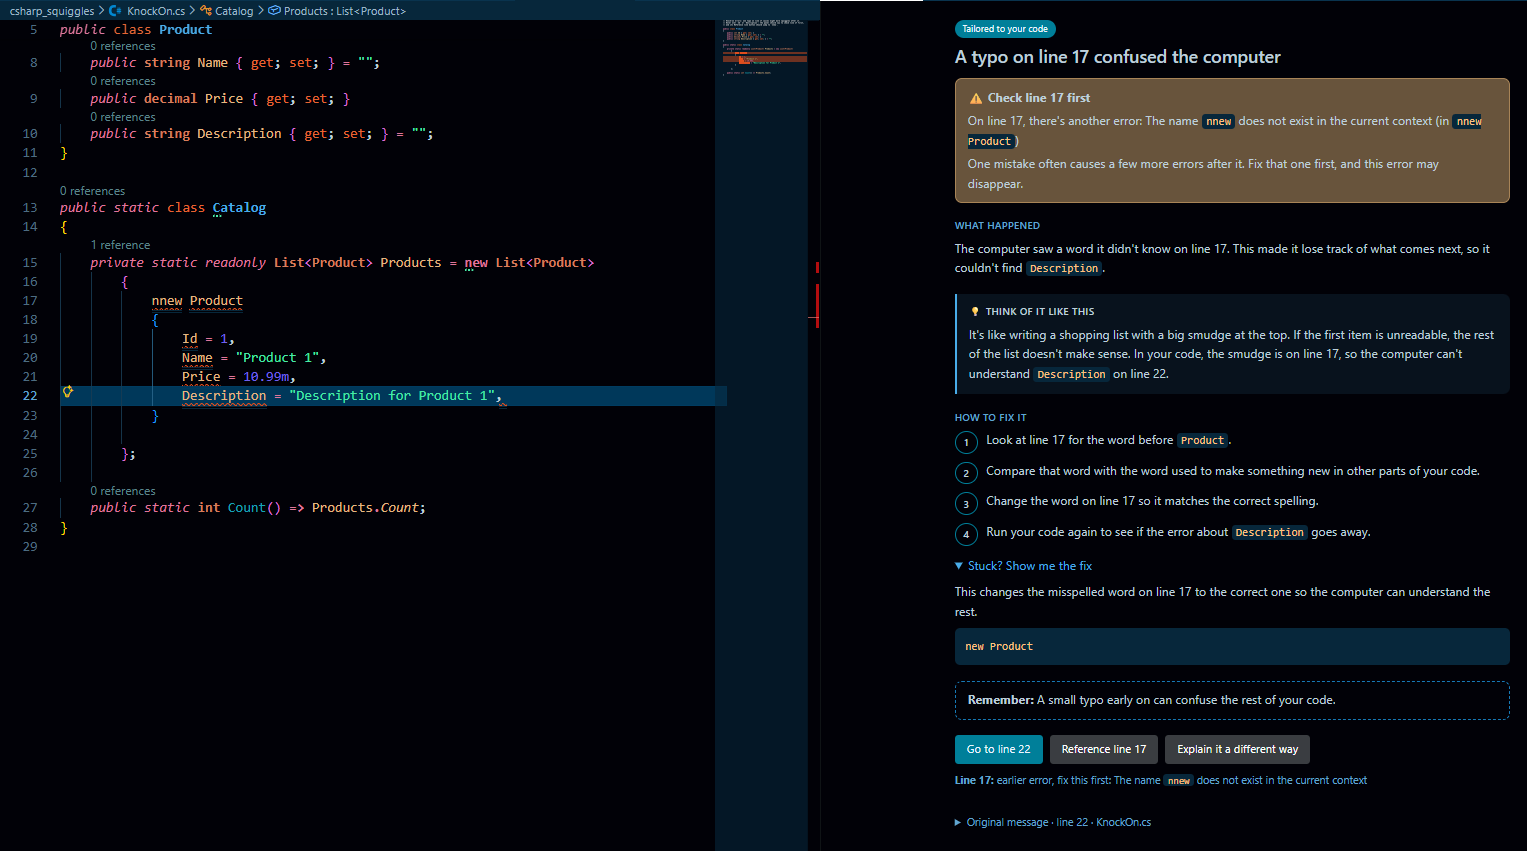 csharp_squiggles > KnockOn.cs > Catalog > Products : List<Product>
5 public class Product
0 references
8 public string Name { get; set; } = "";
0 references
9 public decimal Price { get; set; }
0 references
10 public string Description { get; set; } = "";
11 }
12
0 references
13 public static class Catalog
14 {
1 reference
15 private static readonly List<Product> Products = new List<Product>
16 {
17 nnew Product
18 {
19 Id = 1,
20 Name = "Product 1",
21 Price = 10.99m,
22 Description = "Description for Product 1",
23 }
24
25 };
26
0 references
27 public static int Count() => Products.Count;
28 }
29
Tailored to your code
A typo on line 17 confused the computer
Check line 17 first
On line 17, there's another error: The name nnew does not exist in the current context (in nnew
Product)
One mistake often causes a few more errors after it. Fix that one first, and this error may
disappear.
WHAT HAPPENED
The computer saw a word it didn't know on line 17. This made it lose track of what comes next, so it
couldn't find Description.
THINK OF IT LIKE THIS
It's like writing a shopping list with a big smudge at the top. If the first item is unreadable, the rest
of the list doesn't make sense. In your code, the smudge is on line 17, so the computer can't
understand Description on line 22.
HOW TO FIX IT
1 Look at line 17 for the word before Product.
2 Compare that word with the word used to make something new in other parts of your code.
3 Change the word on line 17 so it matches the correct spelling.
4 Run your code again to see if the error about Description goes away.
Stuck? Show me the fix
This changes the misspelled word on line 17 to the correct one so the computer can understand the
rest.
new Product
Remember: A small typo early on can confuse the rest of your code.
Go to line 22 Reference line 17 Explain it a different way
Line 17: earlier error, fix this first: The name nnew does not exist in the current context
Original message · line 22 · KnockOn.cs